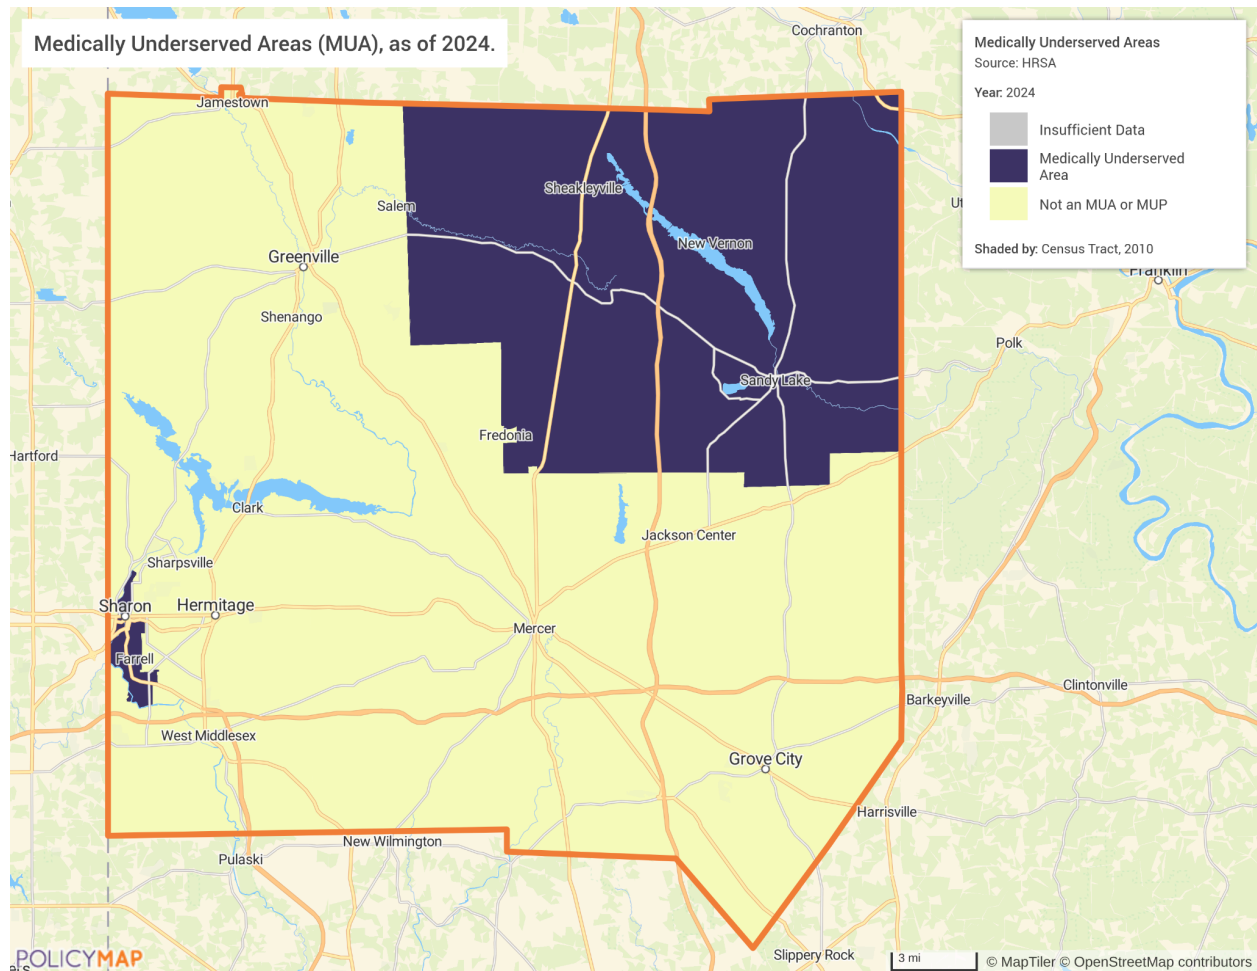 Medically Underserved Areas (MUA), as of 2024.
Cochranton
Medically Underserved Areas
Source: HRSA
Year: 2024
Insufficient Data
Medically Underserved
Area
Not an MUA or MUP
Shaded by: Census Tract, 2010
Jamestown
Sheakleyville
Salem
Ut
New Vernon
Greenville
Franklin
Shenango
Polk
Sandy Lake
Fredonia
Hartford
Clark
Jackson Center
Sharpsville
Sharon
Hermitage
Mercer
Farrell
Clintonville
Barkeyville
West Middlesex
Grove City
Harrisville
New Wilmington
Pulaski
Slippery Rock
POLICYMAP
3 mi
© MapTiler © OpenStreetMap contributors